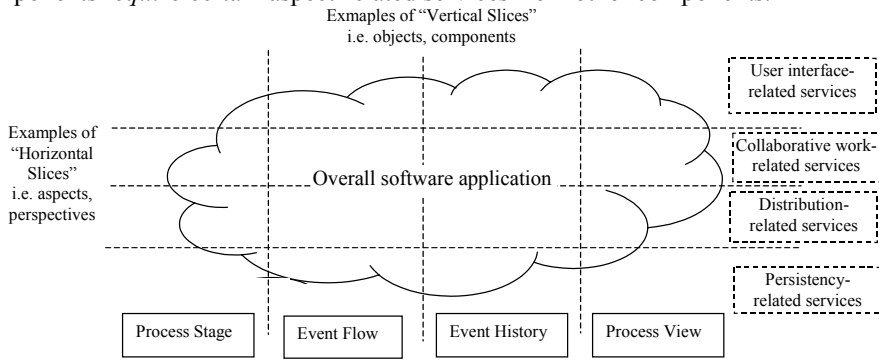 Exmaples of “Vertical Slices”
i.e. objects, components
User interface-
related services
Examples of
“Horizontal
Slices”
i.e. aspects,
perspectives
Collaborative work-
related services
Overall software application
Distribution-
related services
Persistency-
related services
Process Stage
Event Flow
Event History
Process View